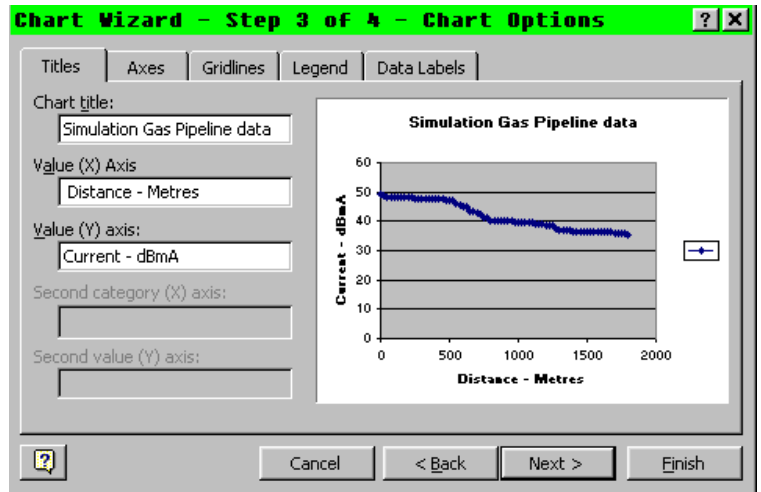 Chart Wizard - Step 3 of 4 - Chart Options ? X
Titles Axes Gridlines Legend Data Labels
Chart title:
Simulation Gas Pipeline data
Value (X) Axis
Distance - Metres
Value (Y) axis:
Current - dBmA
Second category (X) axis:
Second value (Y) axis:
Simulation Gas Pipeline data
Current - dBmA
60
50
40
30
20
10
0
0 500 1000 1500 2000
Distance - Metres
? Cancel < Back Next > Finish